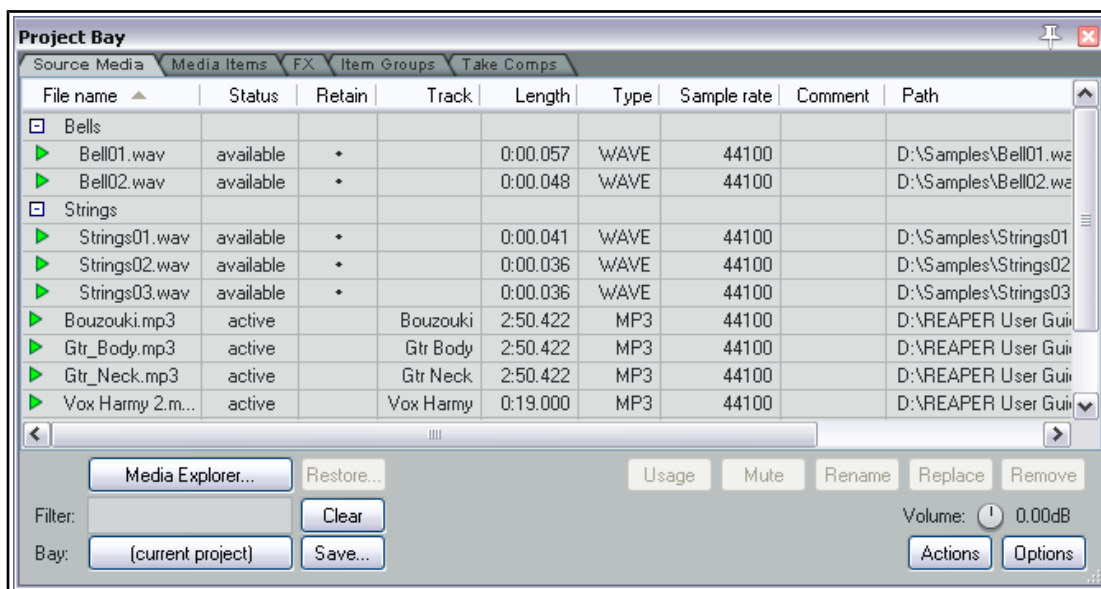 Project Bay
Source Media Media Items FX Item Groups Take Comps
File name Status Retain Track Length Type Sample rate Comment Path
Bells
Bell01.wav available • 0:00.057 WAVE 44100 D:\Samples\Bell01.wa
Bell02.wav available • 0:00.048 WAVE 44100 D:\Samples\Bell02.wa
Strings
Strings01.wav available • 0:00.041 WAVE 44100 D:\Samples\Strings01
Strings02.wav available • 0:00.036 WAVE 44100 D:\Samples\Strings02
Strings03.wav available • 0:00.036 WAVE 44100 D:\Samples\Strings03
Bouzouki.mp3 active Bouzouki 2:50.422 MP3 44100 D:\REAPER User Gui
Gtr_Body.mp3 active Gtr Body 2:50.422 MP3 44100 D:\REAPER User Gui
Gtr_Neck.mp3 active Gtr Neck 2:50.422 MP3 44100 D:\REAPER User Gui
Vox Harmy 2.m... active Vox Harmy 0:19.000 MP3 44100 D:\REAPER User Gui
Media Explorer... Restore... Usage Mute Rename Replace Remove
Filter: Clear Volume: 0.00dB
Bay: (current project) Save... Actions Options